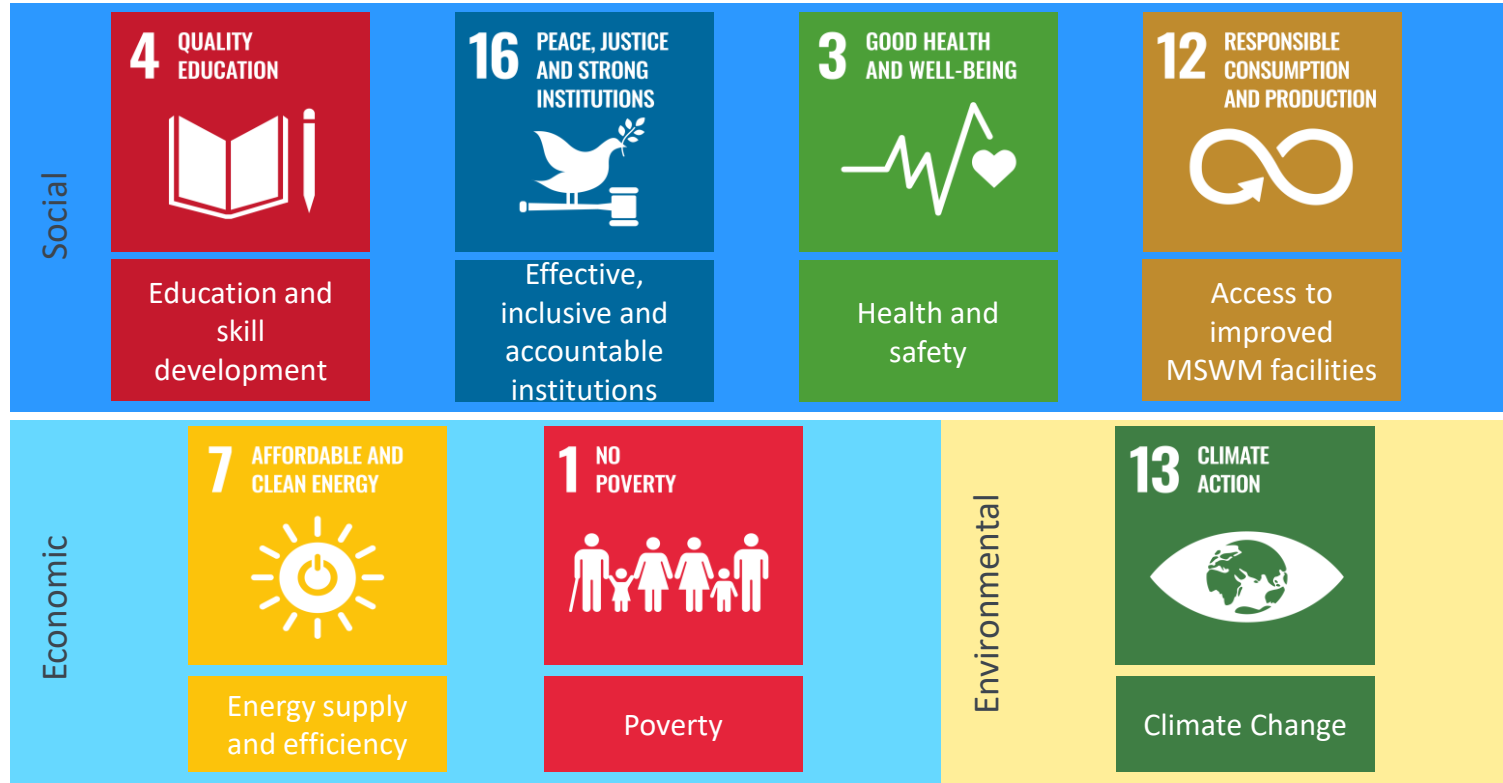 Social
4 QUALITY
EDUCATION
Education and
skill
development
16 PEACE, JUSTICE
AND STRONG
INSTITUTIONS
Effective,
inclusive and
accountable
institutions
3 GOOD HEALTH
AND WELL-BEING
Health and
safety
12 RESPONSIBLE
CONSUMPTION
AND PRODUCTION
Access to
improved
MSWM facilities
Economic
7 AFFORDABLE AND
CLEAN ENERGY
Energy supply
and efficiency
1 NO
POVERTY
Poverty
Environmental
13 CLIMATE
ACTION
Climate Change